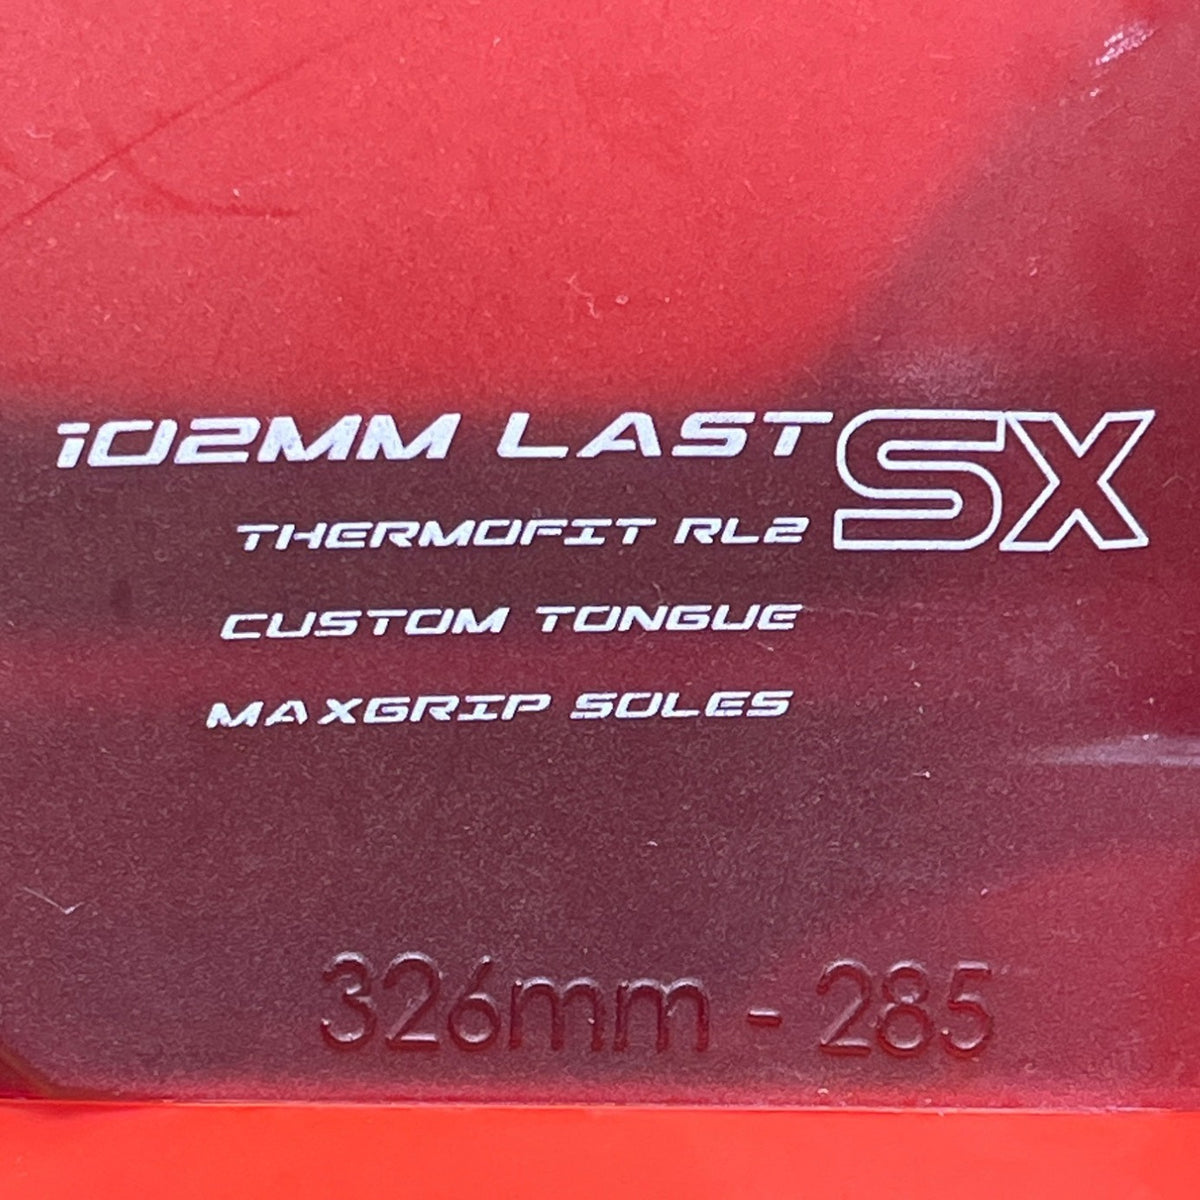 102MM LAST SX
THERMOFIT RL2
CUSTOM TONGUE
MAXGRIP SOLES
326mm - 285